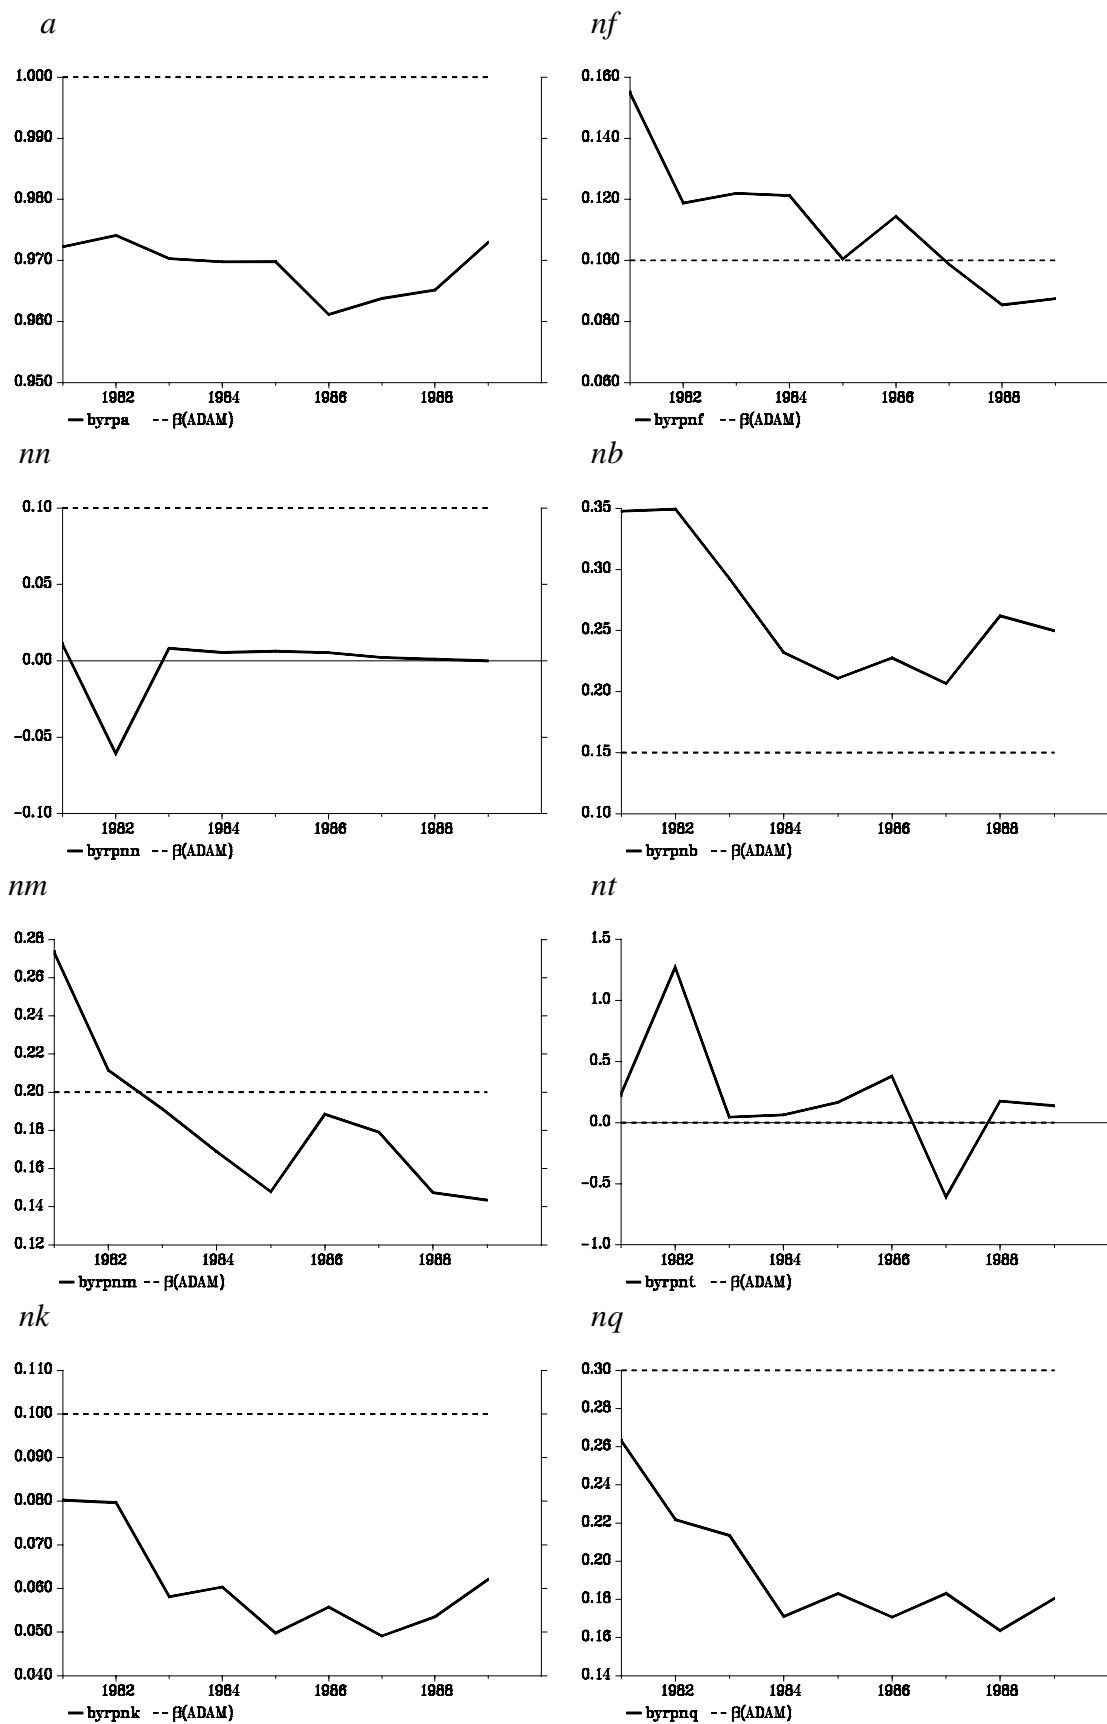 a
1.000
0.990
0.980
0.970
0.960
0.950
1982 1984 1986 1988
byrpa β(ADAM)
nf
0.160
0.140
0.120
0.100
0.080
0.060
1982 1984 1986 1988
byrpnf β(ADAM)
nn
0.10
0.05
0.00
-0.05
-0.10
1982 1984 1986 1988
byrpnn β(ADAM)
nb
0.35
0.30
0.25
0.20
0.15
0.10
1982 1984 1986 1988
byrpnb β(ADAM)
nm
0.28
0.26
0.24
0.22
0.20
0.18
0.16
0.14
0.12
1982 1984 1986 1988
byrpnm β(ADAM)
nt
1.5
1.0
0.5
0.0
-0.5
-1.0
1982 1984 1986 1988
byrpnt β(ADAM)
nk
0.110
0.100
0.090
0.080
0.070
0.060
0.050
0.040
1982 1984 1986 1988
byrpnk β(ADAM)
nq
0.30
0.28
0.26
0.24
0.22
0.20
0.18
0.16
0.14
1982 1984 1986 1988
byrpnq β(ADAM)